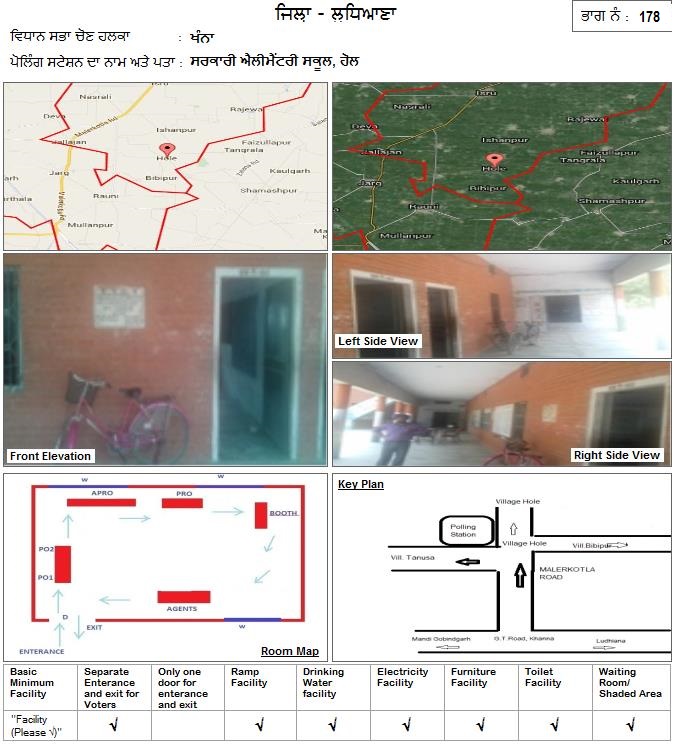 ਜਿਲ੍ਹਾ - ਲੁਧਿਆਣਾ
ਭਾਗ ਨੰ : 178
ਵਿਧਾਨ ਸਭਾ ਚੋਣ ਹਲਕਾ : ਖੰਨਾ
ਪੋਲਿੰਗ ਸਟੇਸ਼ਨ ਦਾ ਨਾਮ ਅਤੇ ਪਤਾ : ਸਰਕਾਰੀ ਐਲੀਮੈਂਟਰੀ ਸਕੂਲ, ਹੋਲ
Isru
Nasrali
Rajewal
Deva
Malerkotla Rd
Ishanpur
Jallajan
Faizullapur
Tangrala
Hole
Kaulgarh
Jarg
Bibipur
Shamashpur
Rauni
Mullanpur
Isru
Nasrali
Rajewal
Deva
Ishanpur
Jallajan
Faizullapur
Tangrala
Hole
Kaulgarh
Jarg
Bibipur
Shamashpur
Rauni
Mullanpur
Front Elevation
Left Side View
Right Side View
W
W
APRO
PRO
BOOTH
PO2
PO1
AGENTS
D
EXIT
W
ENTERANCE
Room Map
Key Plan
Village Hole
Polling
Station
Village Hole
Vill.Bibipur
Vill. Tanusa
MALERKOTLA
ROAD
Mandi Gobindgarh
G.T Road, Khanna
Ludhiana
Basic Minimum Facility
Separate Enterance and exit for Voters
Only one door for enterance and exit
Ramp Facility
Drinking Water facility
Electricity Facility
Furniture Facility
Toilet Facility
Waiting Room/ Shaded Area
"Facility (Please √)"
√ √ √ √ √ √ √